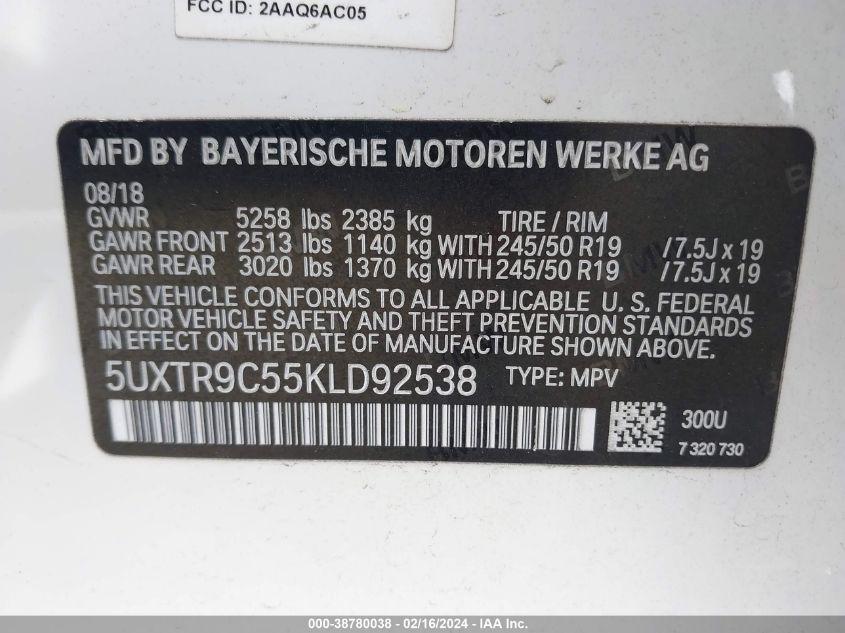 FCC ID: 2AAQ6AC05
MFD BY BAYERISCHE MOTOREN WERKE AG
08/18
GVWR 5258 lbs 2385 kg TIRE / RIM
GAWR FRONT 2513 lbs 1140 kg WITH 245/50 R19 /7.5J x 19
GAWR REAR 3020 lbs 1370 kg WITH 245/50 R19 /7.5J x 19
THIS VEHICLE CONFORMS TO ALL APPLICABLE U. S. FEDERAL
MOTOR VEHICLE SAFETY AND THEFT PREVENTION STANDARDS
IN EFFECT ON THE DATE OF MANUFACTURE SHOWN ABOVE.
5UXTR9C55KLD92538 TYPE: MPV
300U
7 320 730
000-38780038 - 02/16/2024 - IAAI.COM